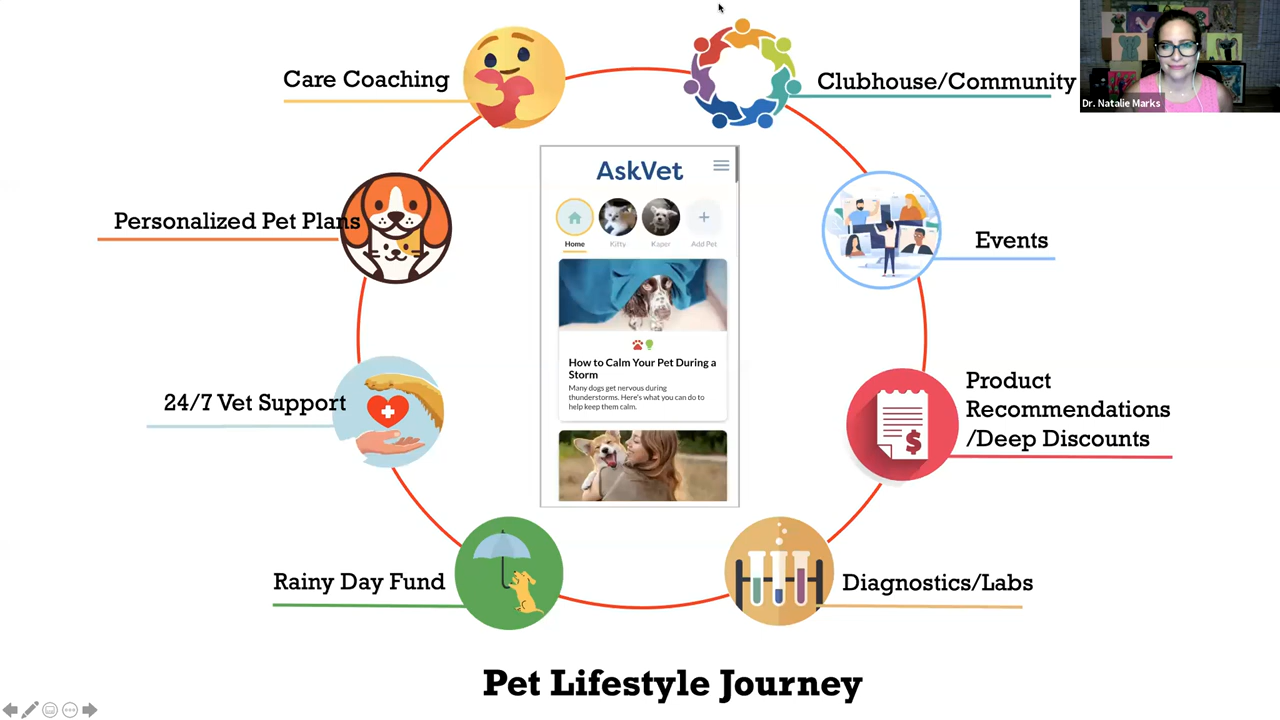 Care Coaching
Clubhouse/Community
Dr. Natalie Marks
Personalized Pet Plans
AskVet
Home
Kitty
Kaper
Add Pet
Events
How to Calm Your Pet During a
Storm
Many dogs get nervous during
thunderstorms. Here's what you can do to
help keep them calm.
24/7 Vet Support
Product
Recommendations
/Deep Discounts
$
Rainy Day Fund
Diagnostics/Labs
Pet Lifestyle Journey